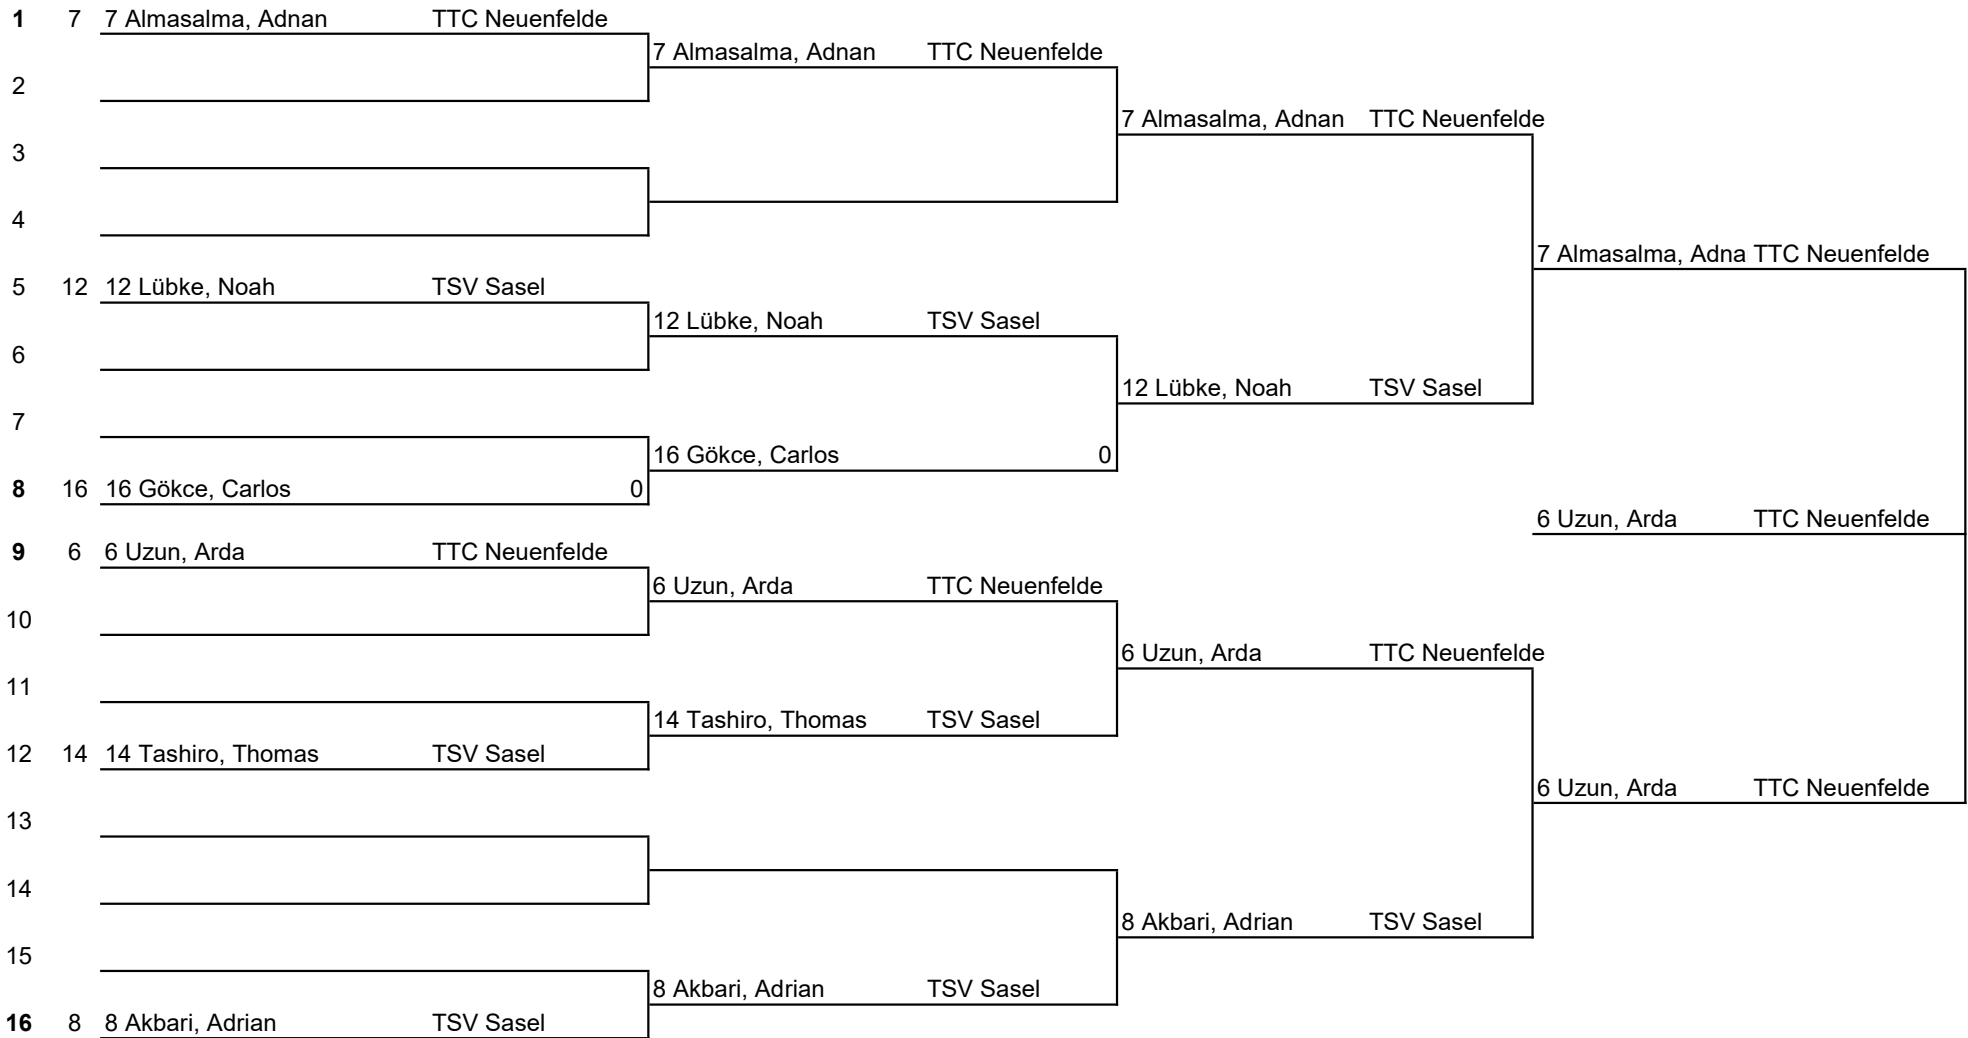 1 7 7 Almasalma, Adnan TTC Neuenfelde
7 Almasalma, Adnan TTC Neuenfelde
2
7 Almasalma, Adnan TTC Neuenfelde
3
4
7 Almasalma, Adna TTC Neuenfelde
5 12 12 Lübke, Noah TSV Sasel
12 Lübke, Noah TSV Sasel
6
12 Lübke, Noah TSV Sasel
7
16 Gökce, Carlos 0
8 16 16 Gökce, Carlos 0
6 Uzun, Arda TTC Neuenfelde
9 6 6 Uzun, Arda TTC Neuenfelde
6 Uzun, Arda TTC Neuenfelde
10
6 Uzun, Arda TTC Neuenfelde
11
14 Tashiro, Thomas TSV Sasel
12 14 14 Tashiro, Thomas TSV Sasel
6 Uzun, Arda TTC Neuenfelde
13
14
8 Akbari, Adrian TSV Sasel
15
8 Akbari, Adrian TSV Sasel
16 8 8 Akbari, Adrian TSV Sasel